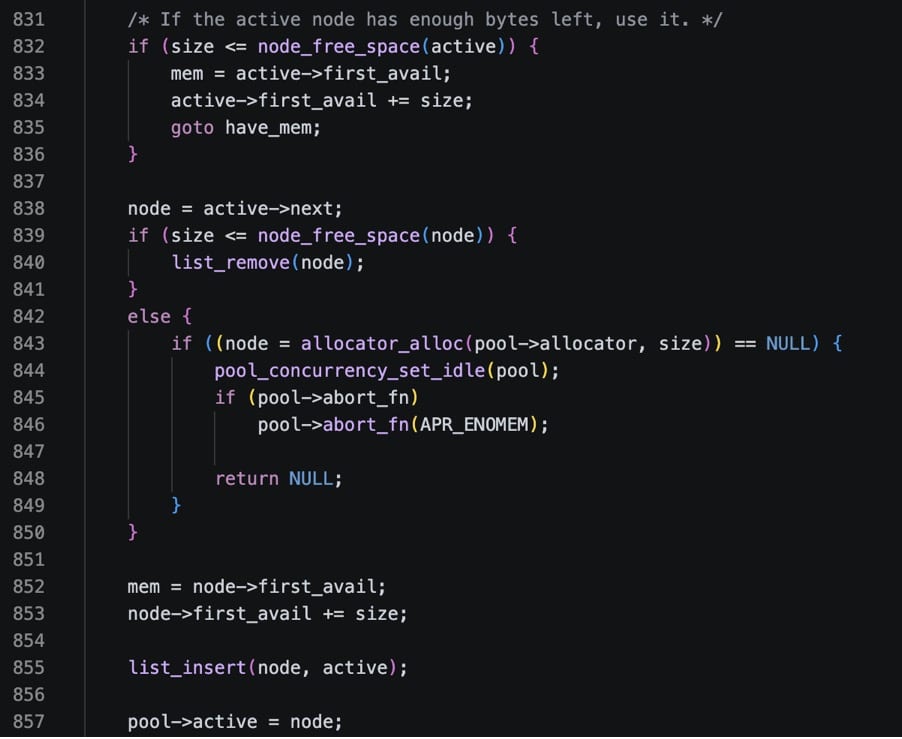 831 /* If the active node has enough bytes left, use it. */
832 if (size <= node_free_space(active)) {
833 mem = active->first_avail;
834 active->first_avail += size;
835 goto have_mem;
836 }
837
838 node = active->next;
839 if (size <= node_free_space(node)) {
840 list_remove(node);
841 }
842 else {
843 if ((node = allocator_alloc(pool->allocator, size)) == NULL) {
844 pool_concurrency_set_idle(pool);
845 if (pool->abort_fn)
846 pool->abort_fn(APR_ENOMEM);
847
848 return NULL;
849 }
850 }
851
852 mem = node->first_avail;
853 node->first_avail += size;
854
855 list_insert(node, active);
856
857 pool->active = node;